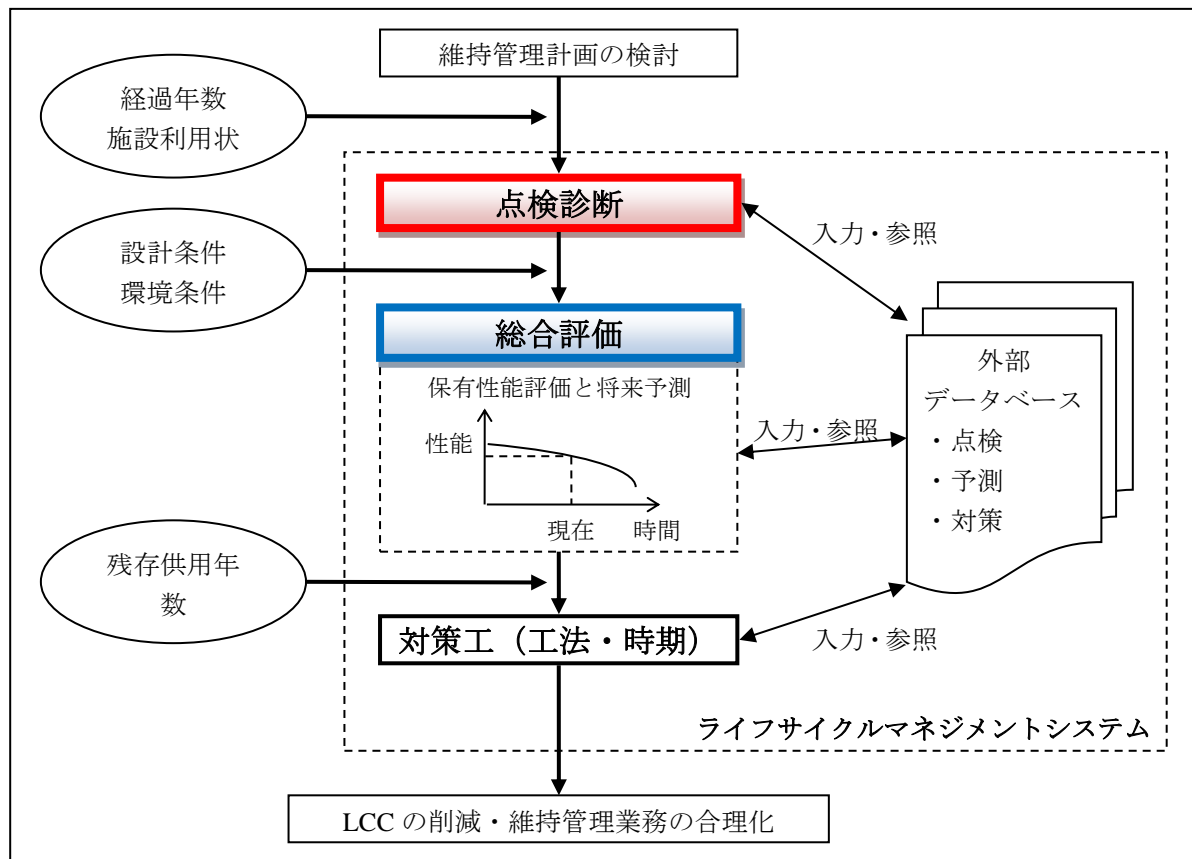 維持管理計画の検討
経過年数
施設利用状
点検診断
入力・参照
設計条件
環境条件
総合評価
保有性能評価と将来予測
性能
現在
時間
入力・参照
外部
データベース
・点検
・予測
・対策
残存供用年
数
対策工（工法・時期）
入力・参照
ライフサイクルマネジメントシステム
LCC の削減・維持管理業務の合理化